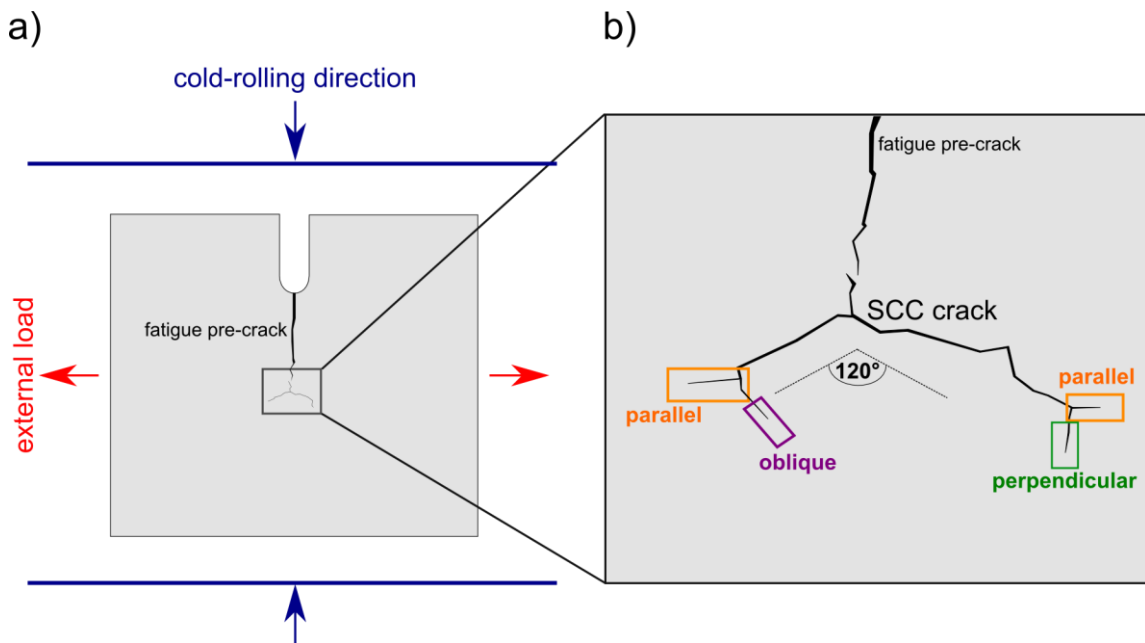 a)
cold-rolling direction
fatigue pre-crack
external load
b)
fatigue pre-crack
SCC crack
120°
parallel
parallel
oblique
perpendicular